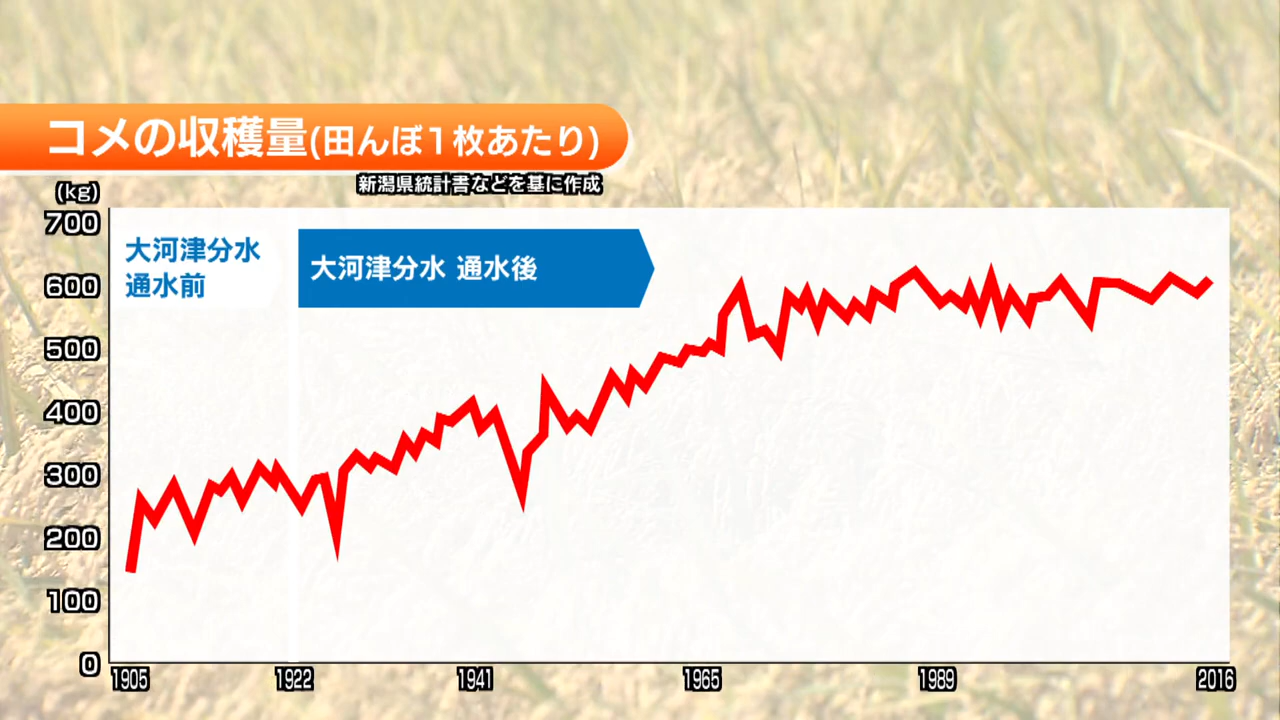 コメの収穫量(田んぼ1枚あたり)
新潟県統計書などを基に作成
(kg)
700
600
500
400
300
200
100
0
大河津分水
通水前
大河津分水 通水後
1905
1922
1941
1965
1989
2016